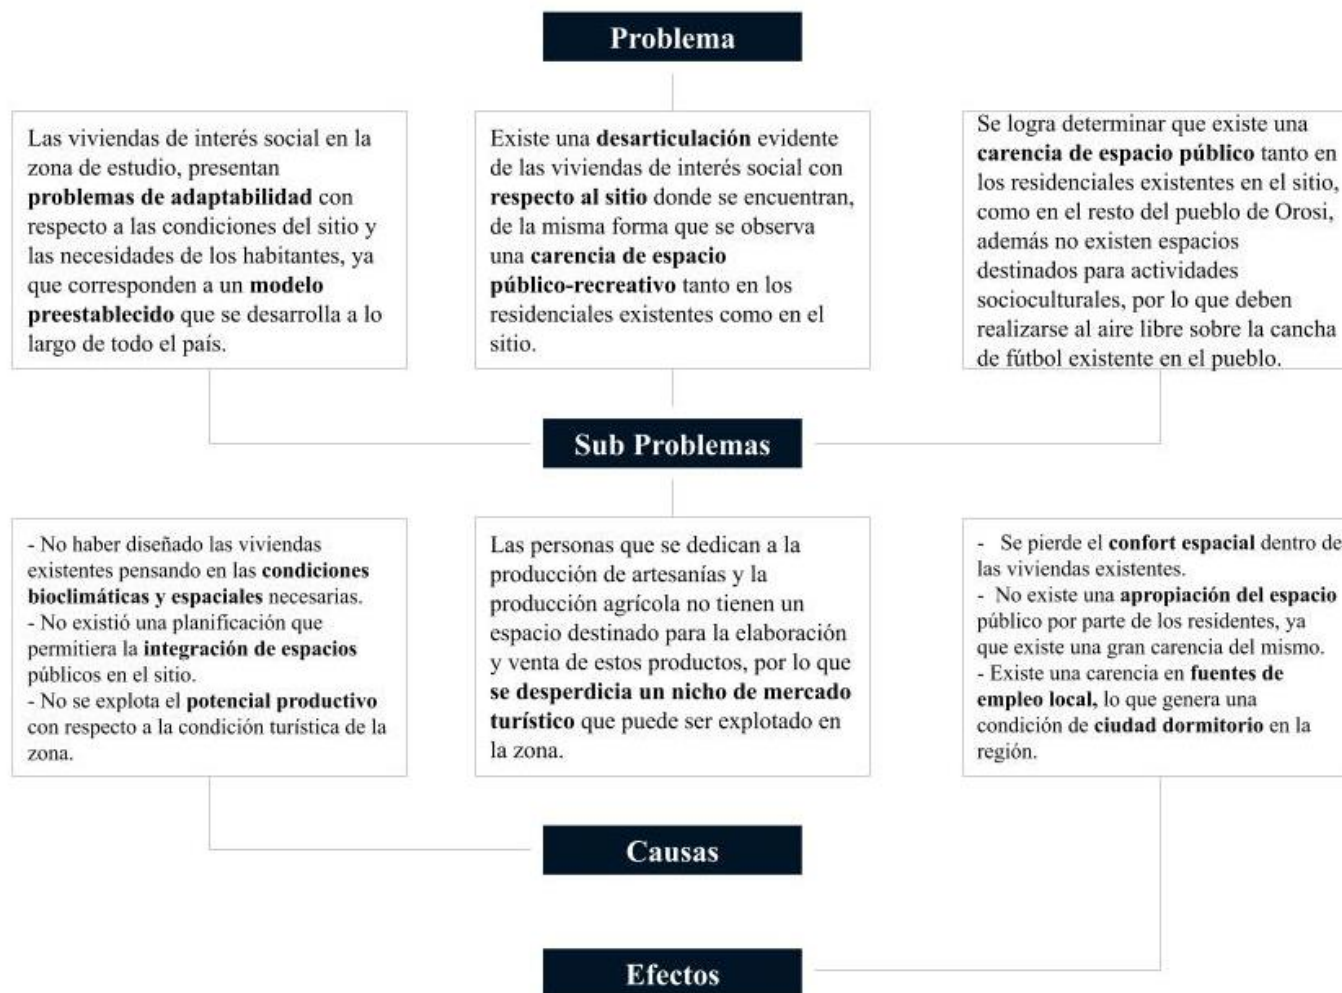 Problema
Las viviendas de interés social en la
zona de estudio, presentan
problemas de adaptabilidad con
respecto a las condiciones del sitio y
las necesidades de los habitantes, ya
que corresponden a un modelo
preestablecido que se desarrolla a lo
largo de todo el país.
Existe una desarticulación evidente
de las viviendas de interés social con
respecto al sitio donde se encuentran,
de la misma forma que se observa
una carencia de espacio
público-recreativo tanto en los
residenciales existentes como en el
sitio.
Se logra determinar que existe una
carencia de espacio público tanto en
los residenciales existentes en el sitio,
como en el resto del pueblo de Orosi,
además no existen espacios
destinados para actividades
socioculturales, por lo que deben
realizarse al aire libre sobre la cancha
de fútbol existente en el pueblo.
Sub Problemas
- No haber diseñado las viviendas
existentes pensando en las condiciones
bioclimáticas y espaciales necesarias.
- No existió una planificación que
permitiera la integración de espacios
públicos en el sitio.
- No se explota el potencial productivo
con respecto a la condición turística de la
zona.
Las personas que se dedican a la
producción de artesanías y la
producción agrícola no tienen un
espacio destinado para la elaboración
y venta de estos productos, por lo que
se desperdicia un nicho de mercado
turístico que puede ser explotado en
la zona.
- Se pierde el confort espacial dentro de
las viviendas existentes.
- No existe una apropiación del espacio
público por parte de los residentes, ya
que existe una gran carencia del mismo.
- Existe una carencia en fuentes de
empleo local, lo que genera una
condición de ciudad dormitorio en la
región.
Causas
Efectos